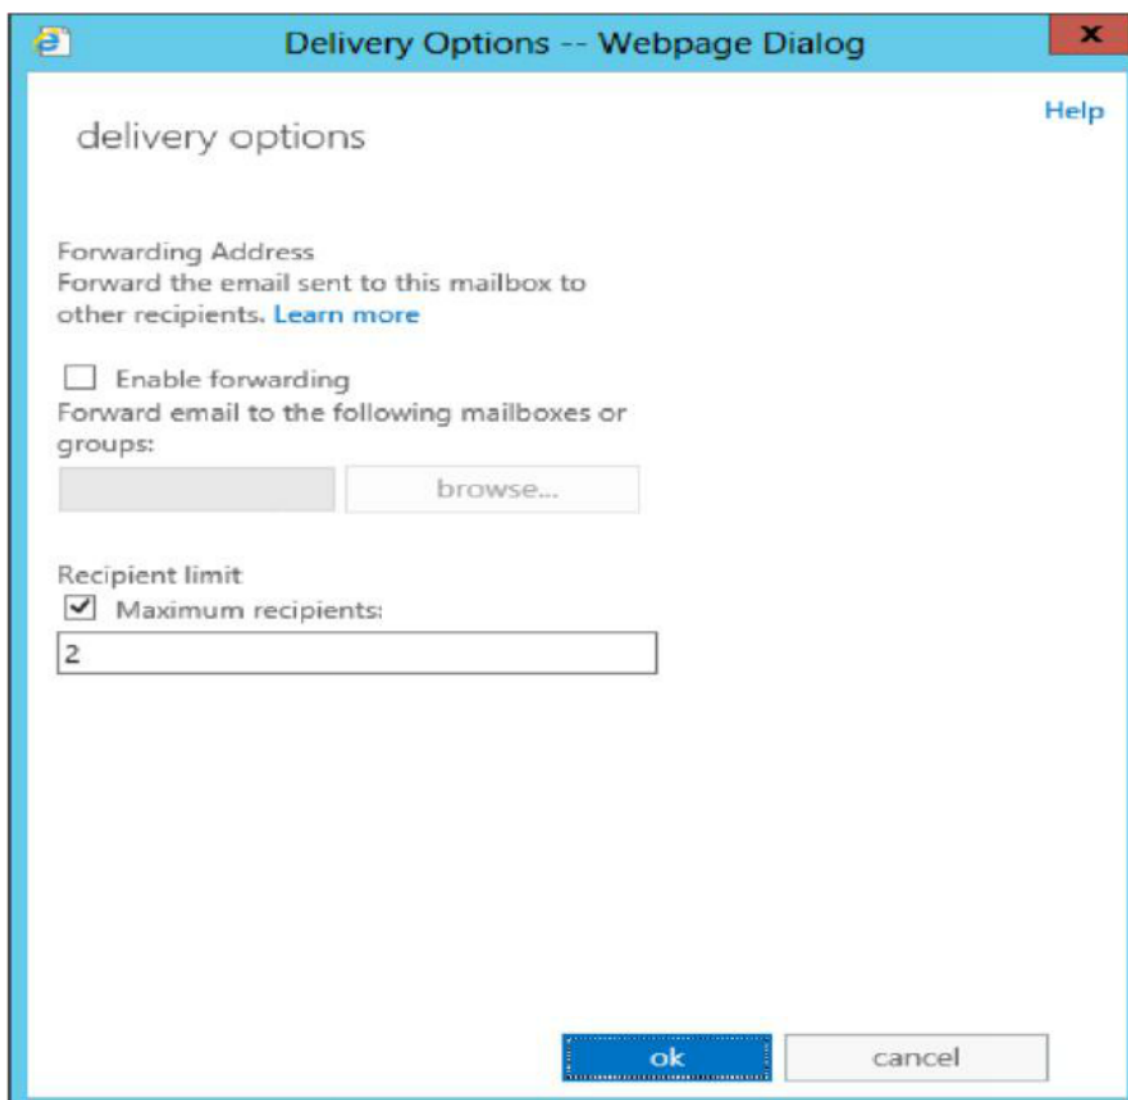 Delivery Options -- Webpage Dialog
x
Help
delivery options
Forwarding Address
Forward the email sent to this mailbox to
other recipients. Learn more
Enable forwarding
Forward email to the following mailboxes or
groups:
browse...
Recipient limit
Maximum recipients:
2
ok
cancel